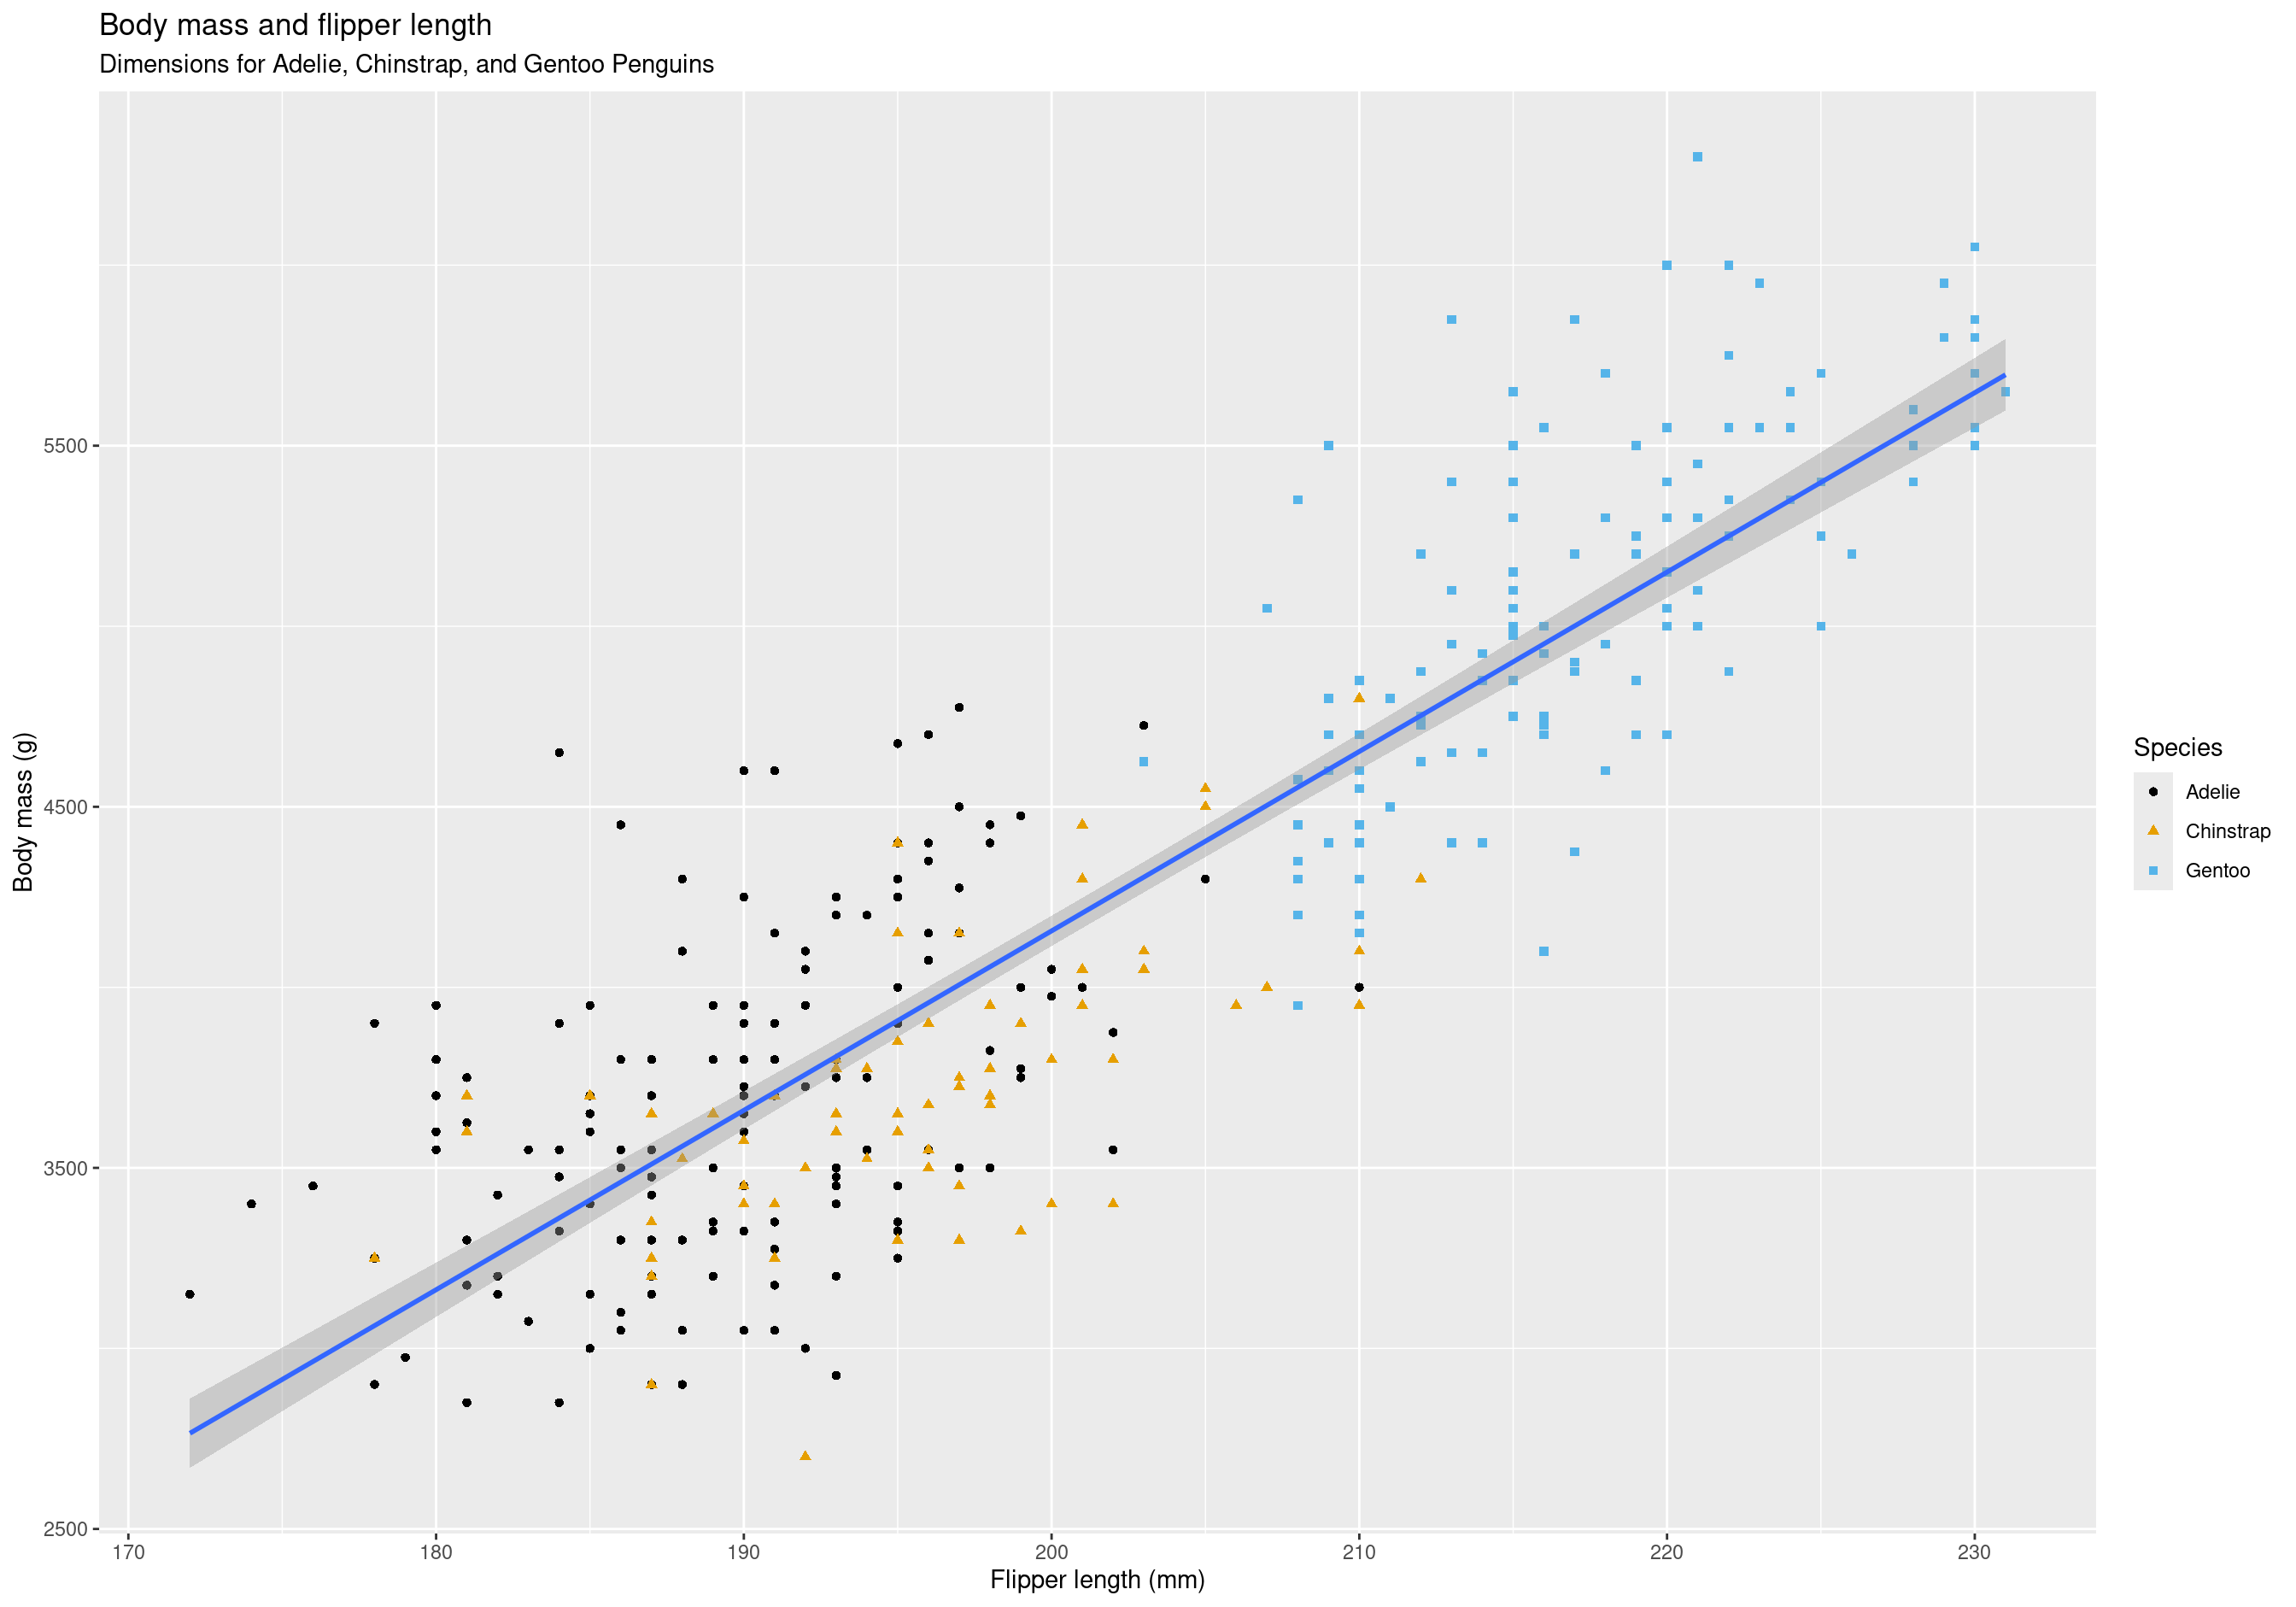 Body mass and flipper length
Dimensions for Adelie, Chinstrap, and Gentoo Penguins
Body mass (g)
5500
4500
3500
2500
170 180 190 200 210 220 230
Flipper length (mm)
Species
Adelie
Chinstrap
Gentoo